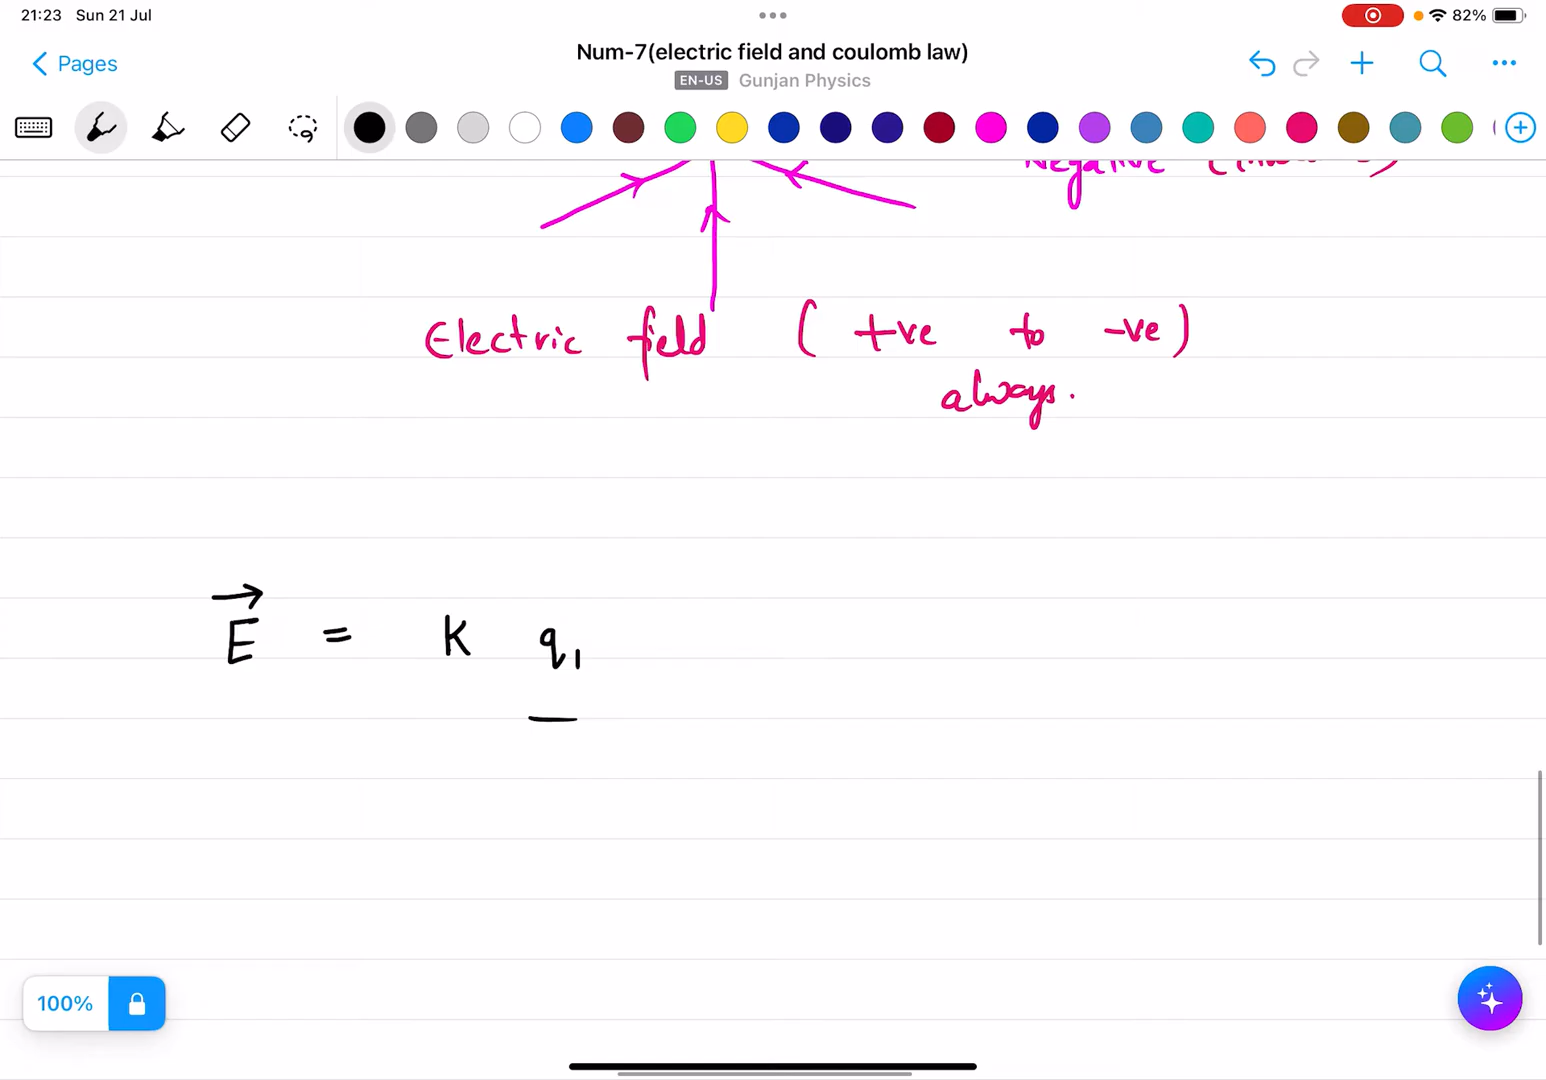 21:23 Sun 21 Jul
82%
Pages
Num-7(electric field and coulomb law)
EN-US Gunjan Physics
Negative
Electric field ( +ve to -ve )
always.
E = K q₁
100%